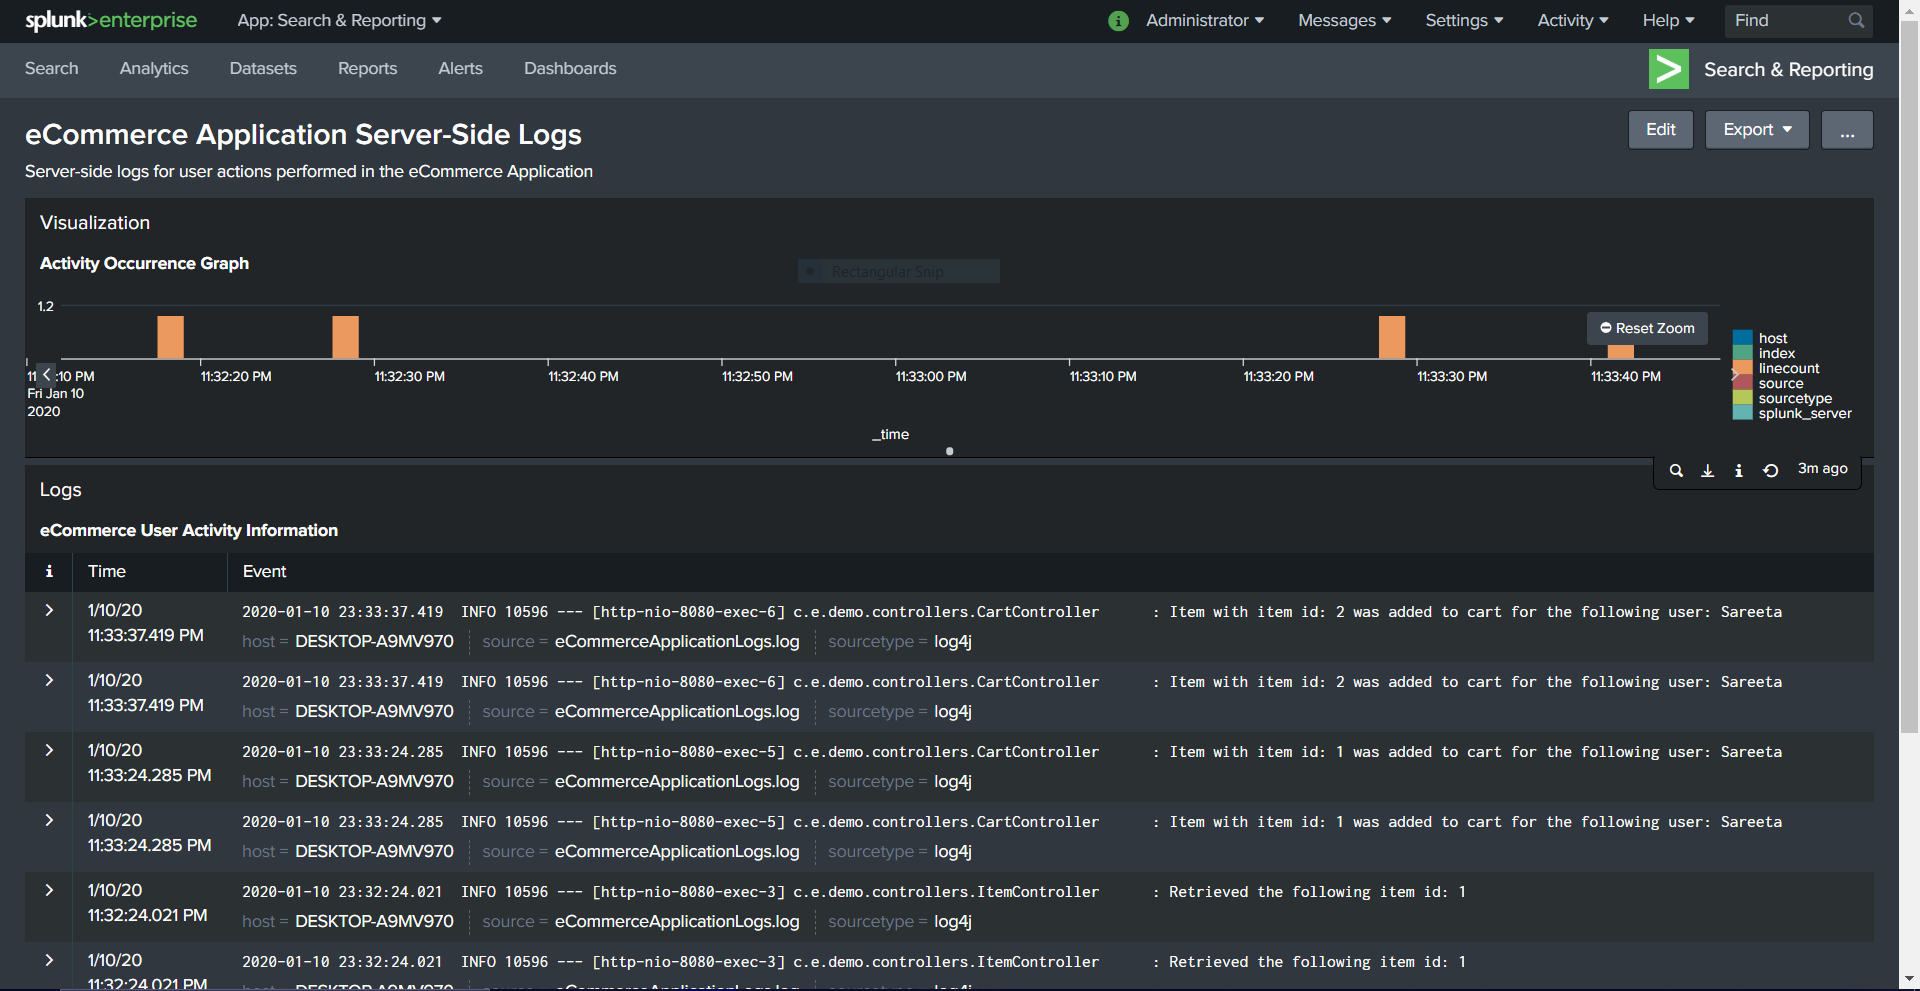 splunk>enterprise App: Search & Reporting i Administrator Messages Settings Activity Help Find
Search Analytics Datasets Reports Alerts Dashboards Search & Reporting
eCommerce Application Server-Side Logs Edit Export ...
Server-side logs for user actions performed in the eCommerce Application
Visualization
Activity Occurrence Graph
Rectangular Snip
1.2
Reset Zoom
host
index
linecount
source
sourcetype
splunk_server
:10 PM 11:32:20 PM 11:32:30 PM 11:32:40 PM 11:32:50 PM 11:33:00 PM 11:33:10 PM 11:33:20 PM 11:33:30 PM 11:33:40 PM
Fri Jan 10
2020
_time
3m ago
Logs
eCommerce User Activity Information
i Time Event
1/10/20 2020-01-10 23:33:37.419 INFO 10596 --- [http-nio-8080-exec-6] c.e.demo.controllers.CartController : Item with item id: 2 was added to cart for the following user: Sareeta
11:33:37.419 PM host = DESKTOP-A9MV970 source = eCommerceApplicationLogs.log sourcetype = log4j
1/10/20 2020-01-10 23:33:37.419 INFO 10596 --- [http-nio-8080-exec-6] c.e.demo.controllers.CartController : Item with item id: 2 was added to cart for the following user: Sareeta
11:33:37.419 PM host = DESKTOP-A9MV970 source = eCommerceApplicationLogs.log sourcetype = log4j
1/10/20 2020-01-10 23:33:24.285 INFO 10596 --- [http-nio-8080-exec-5] c.e.demo.controllers.CartController : Item with item id: 1 was added to cart for the following user: Sareeta
11:33:24.285 PM host = DESKTOP-A9MV970 source = eCommerceApplicationLogs.log sourcetype = log4j
1/10/20 2020-01-10 23:33:24.285 INFO 10596 --- [http-nio-8080-exec-5] c.e.demo.controllers.CartController : Item with item id: 1 was added to cart for the following user: Sareeta
11:33:24.285 PM host = DESKTOP-A9MV970 source = eCommerceApplicationLogs.log sourcetype = log4j
1/10/20 2020-01-10 23:32:24.021 INFO 10596 --- [http-nio-8080-exec-3] c.e.demo.controllers.ItemController : Retrieved the following item id: 1
11:32:24.021 PM host = DESKTOP-A9MV970 source = eCommerceApplicationLogs.log sourcetype = log4j
1/10/20 2020-01-10 23:32:24.021 INFO 10596 --- [http-nio-8080-exec-3] c.e.demo.controllers.ItemController : Retrieved the following item id: 1
11:32:24.021 PM